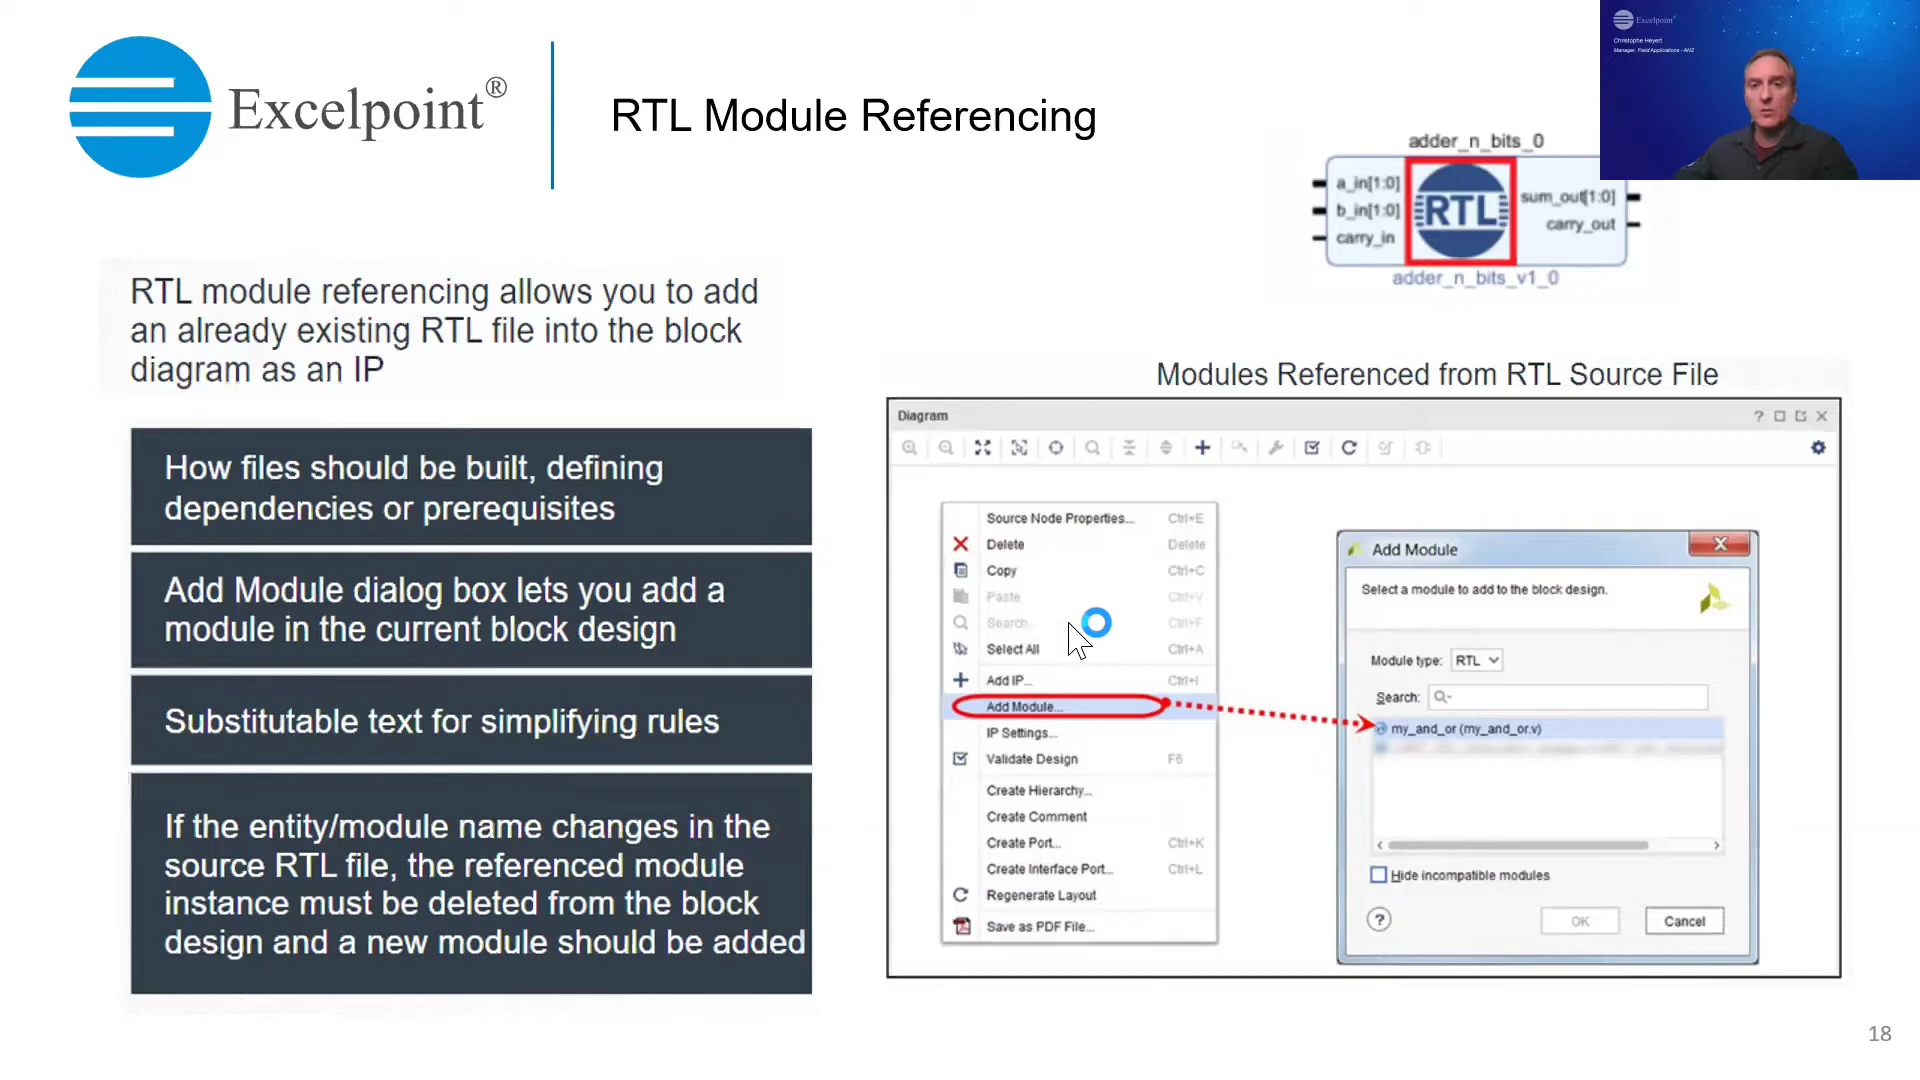 Excelpoint®
RTL Module Referencing
Excelpoint®
Christophe Heyert
Manager, Field Applications - ANZ
adder_n_bits_0
a_in[1:0]
b_in[1:0]
carry_in
RTL
sum_out[1:0]
carry_out
adder_n_bits_v1_0
RTL module referencing allows you to add
an already existing RTL file into the block
diagram as an IP
How files should be built, defining
dependencies or prerequisites
Add Module dialog box lets you add a
module in the current block design
Substitutable text for simplifying rules
If the entity/module name changes in the
source RTL file, the referenced module
instance must be deleted from the block
design and a new module should be added
Modules Referenced from RTL Source File
Diagram
Source Node Properties... Ctrl+E
Delete Delete
Copy Ctrl+C
Paste Ctrl+V
Search... Ctrl+F
Select All Ctrl+A
Add IP... Ctrl+I
Add Module...
IP Settings...
Validate Design F6
Create Hierarchy...
Create Comment
Create Port... Ctrl+K
Create Interface Port... Ctrl+L
Regenerate Layout
Save as PDF File...
Add Module
Select a module to add to the block design.
Module type: RTL
Search:
my_and_or (my_and_or.v)
Hide incompatible modules
? OK Cancel
18